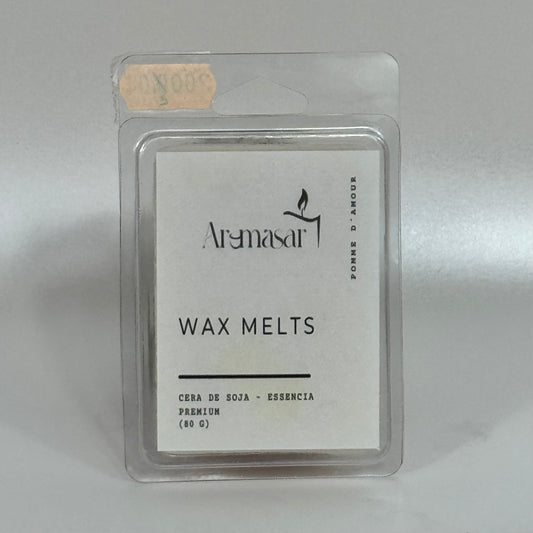 Aromasar
POMME D'AMOUR
WAX MELTS
CERA DE SOJA - ESSENCIA
PREMIUM
(80 G)